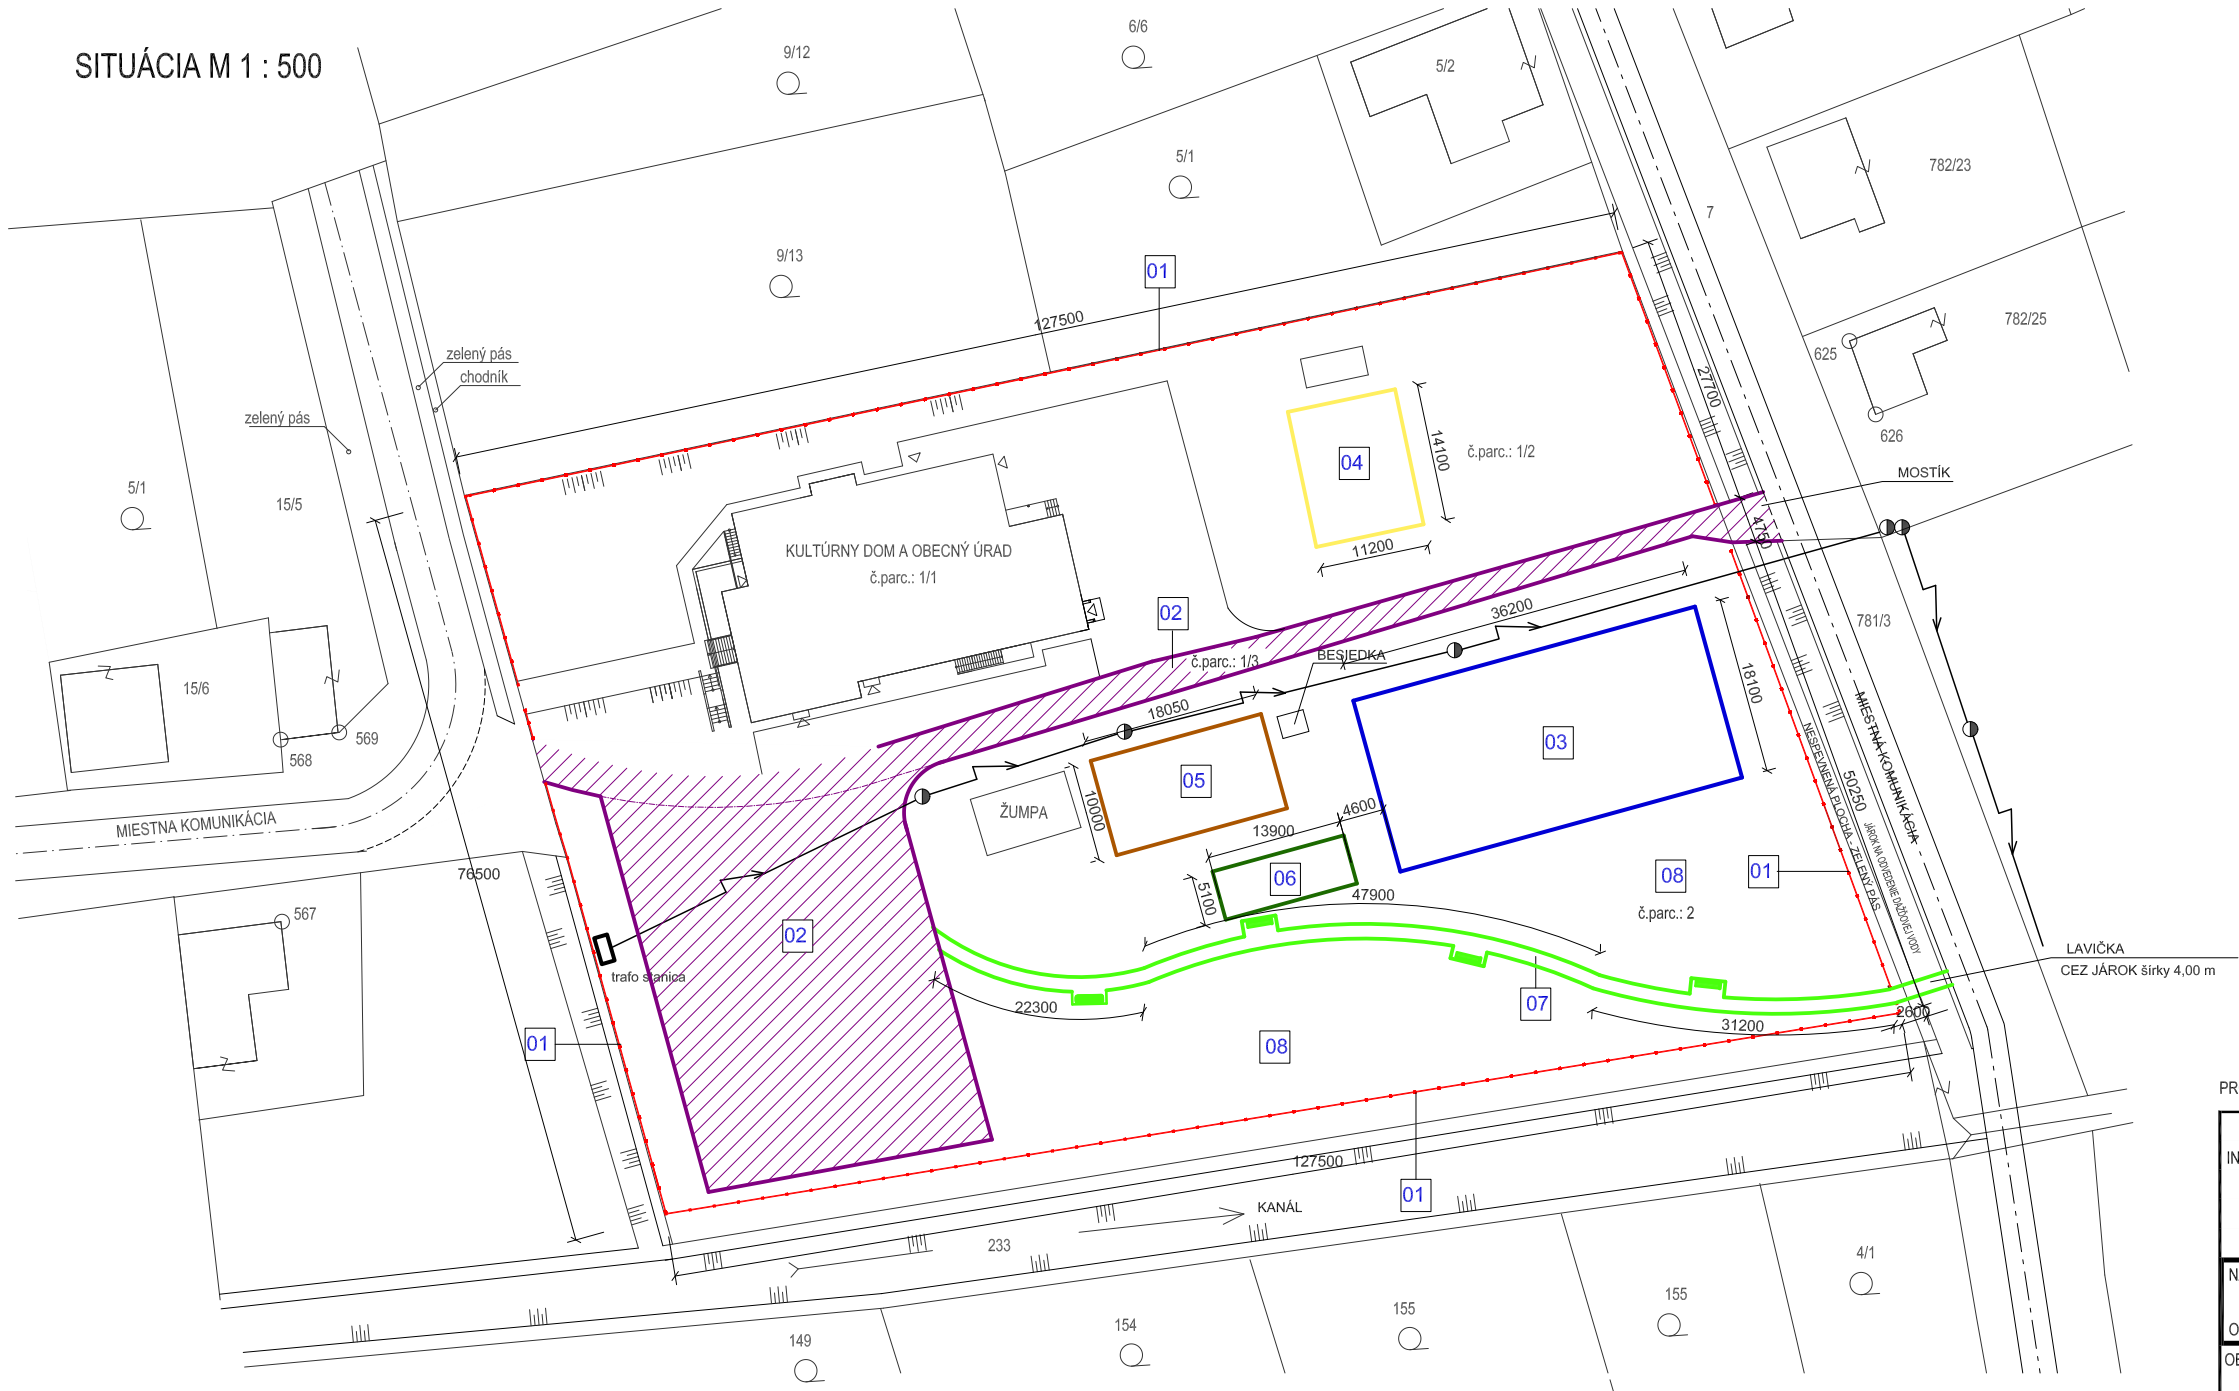 SITUÁCIA M 1 : 500
9/12
6/6
5/2
5/1
782/23
7
9/13
01
127500
782/25
zelený pás
chodník
zelený pás
625
626
27700
14100
č.parc.: 1/2
04
MOSTÍK
5/1
15/5
KULTÚRNY DOM A OBECNÝ ÚRAD
č.parc.: 1/1
11200
4750
02
36200
781/3
č.parc.: 1/3
BESIEDKA
15/6
18100
18050
569
568
03
05
MIESTNA KOMUNIKÁCIA
NESPEVNENÁ PLOCHA - ZELENÝ PÁS
50250
JÁROK NA ODVEDENIE DAŽĎOVEJ VODY
ŽUMPA
10000
4600
13900
MIESTNA KOMUNIKÁCIA
76500
06
5100
47900
08
01
č.parc.: 2
567
02
LAVIČKA
CEZ JÁROK šírky 4,00 m
trafo stanica
22300
07
2600
31200
01
08
PR
127500
IN
01
KANÁL
233
4/1
N
155
155
154
149
O
OB